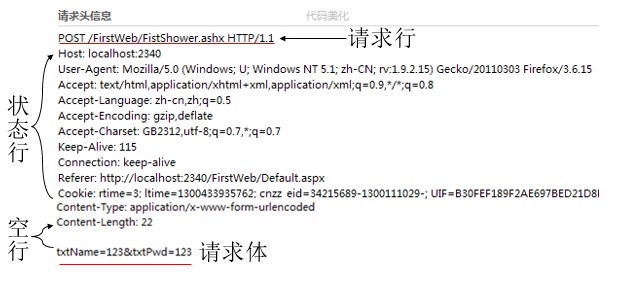 请求头信息 代码美化
POST /FirstWeb/FistShower.ashx HTTP/1.1 请求行
Host: localhost:2340
User-Agent: Mozilla/5.0 (Windows; U; Windows NT 5.1; zh-CN; rv:1.9.2.15) Gecko/20110303 Firefox/3.6.15
Accept: text/html,application/xhtml+xml,application/xml;q=0.9,*/*;q=0.8
Accept-Language: zh-cn,zh;q=0.5
Accept-Encoding: gzip,deflate
Accept-Charset: GB2312,utf-8;q=0.7,*;q=0.7
Keep-Alive: 115
Connection: keep-alive
Referer: http://localhost:2340/FirstWeb/Default.aspx
Cookie: rtime=3; ltime=1300433935762; cnzz_eid=34215689-1300111029-; UIF=B30FEF189F2AE697BED21D8
状态行
Content-Type: application/x-www-form-urlencoded
Content-Length: 22
空行
txtName=123&txtPwd=123 请求体